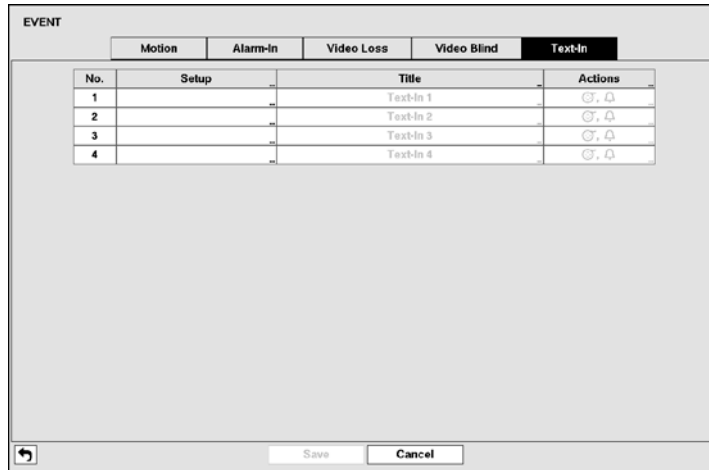 EVENT
Motion Alarm-In Video Loss Video Blind Text-In
No. Setup ... Title ... Actions ...
1 ... Text-In 1 ... , ...
2 ... Text-In 2 ... , ...
3 ... Text-In 3 ... , ...
4 ... Text-In 4 ... , ...
Save Cancel